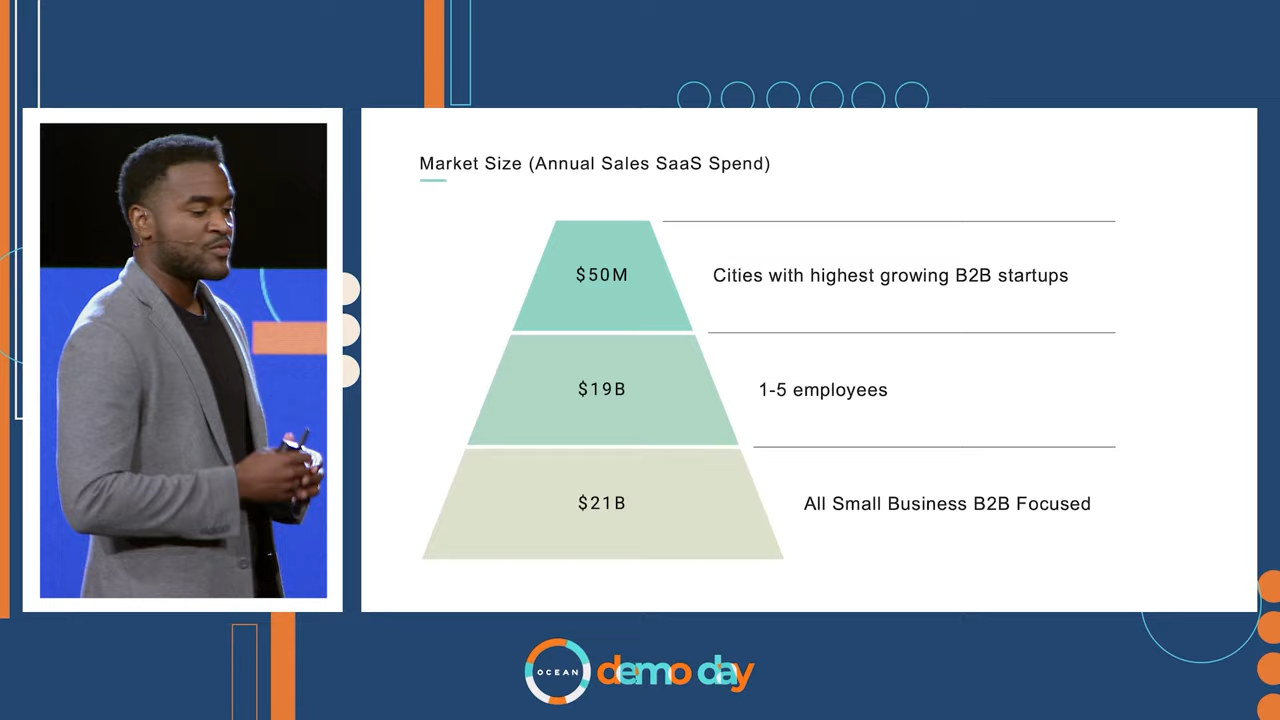 Market Size (Annual Sales SaaS Spend)
$50M
Cities with highest growing B2B startups
$19B
1-5 employees
$21B
All Small Business B2B Focused
OCEAN
demo day